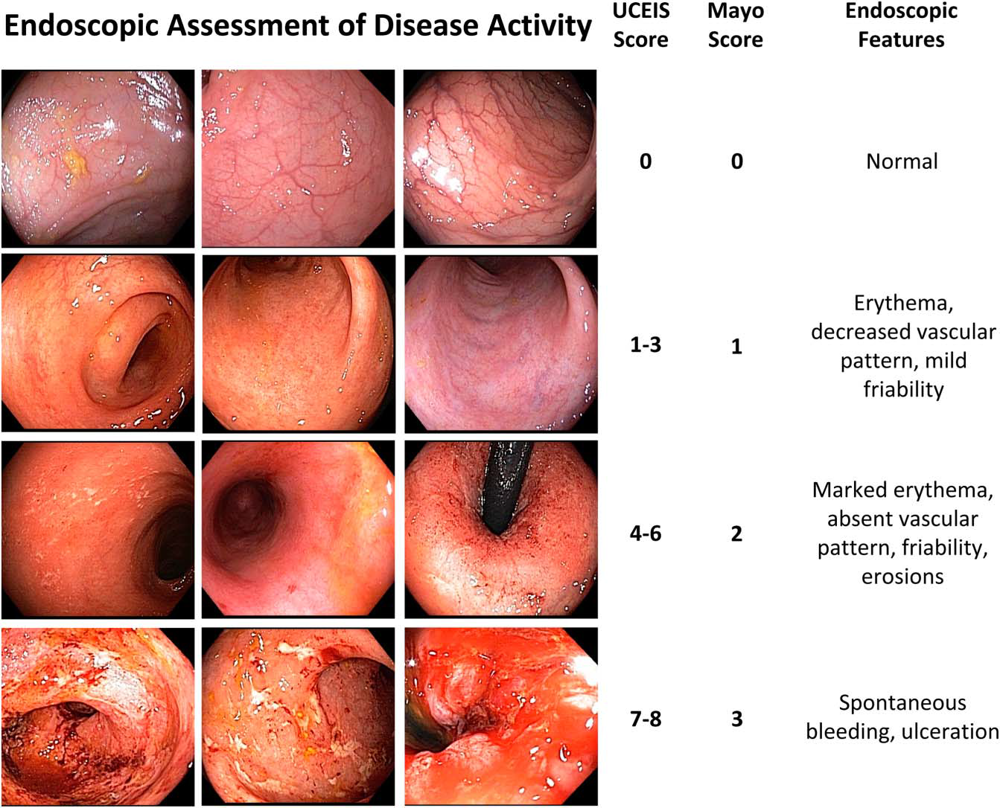 Endoscopic Assessment of Disease Activity
UCEIS
Score
Mayo
Score
Endoscopic
Features
0
0
Normal
1-3
1
Erythema,
decreased vascular
pattern, mild
friability
4-6
2
Marked erythema,
absent vascular
pattern, friability,
erosions
7-8
3
Spontaneous
bleeding, ulceration